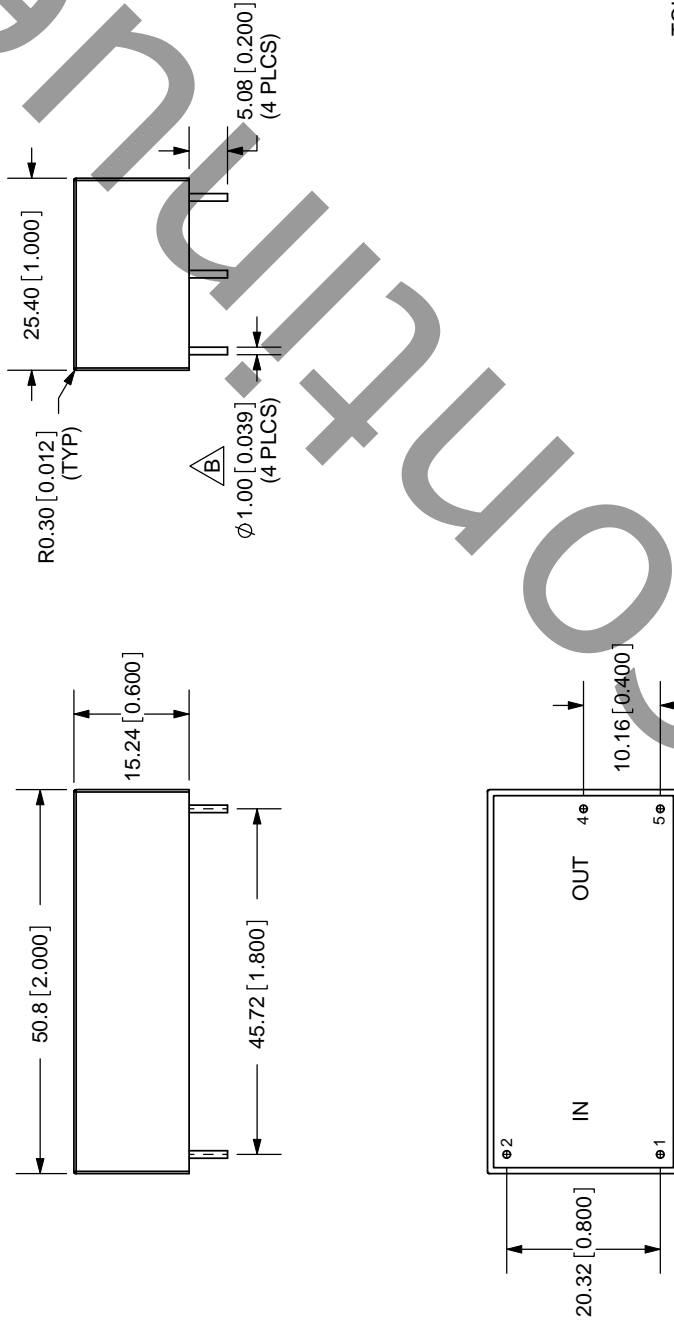 25.40 [1.000]
5.08 [0.200]
(4 PLCS)
R0.30 [0.012]
(TYP)
B
Ø1.00 [0.039]
(4 PLCS)
15.24 [0.600]
50.8 [2.000]
45.72 [1.800]
10.16 [0.400]
4
5
OUT
IN
2
1
20.32 [0.800]